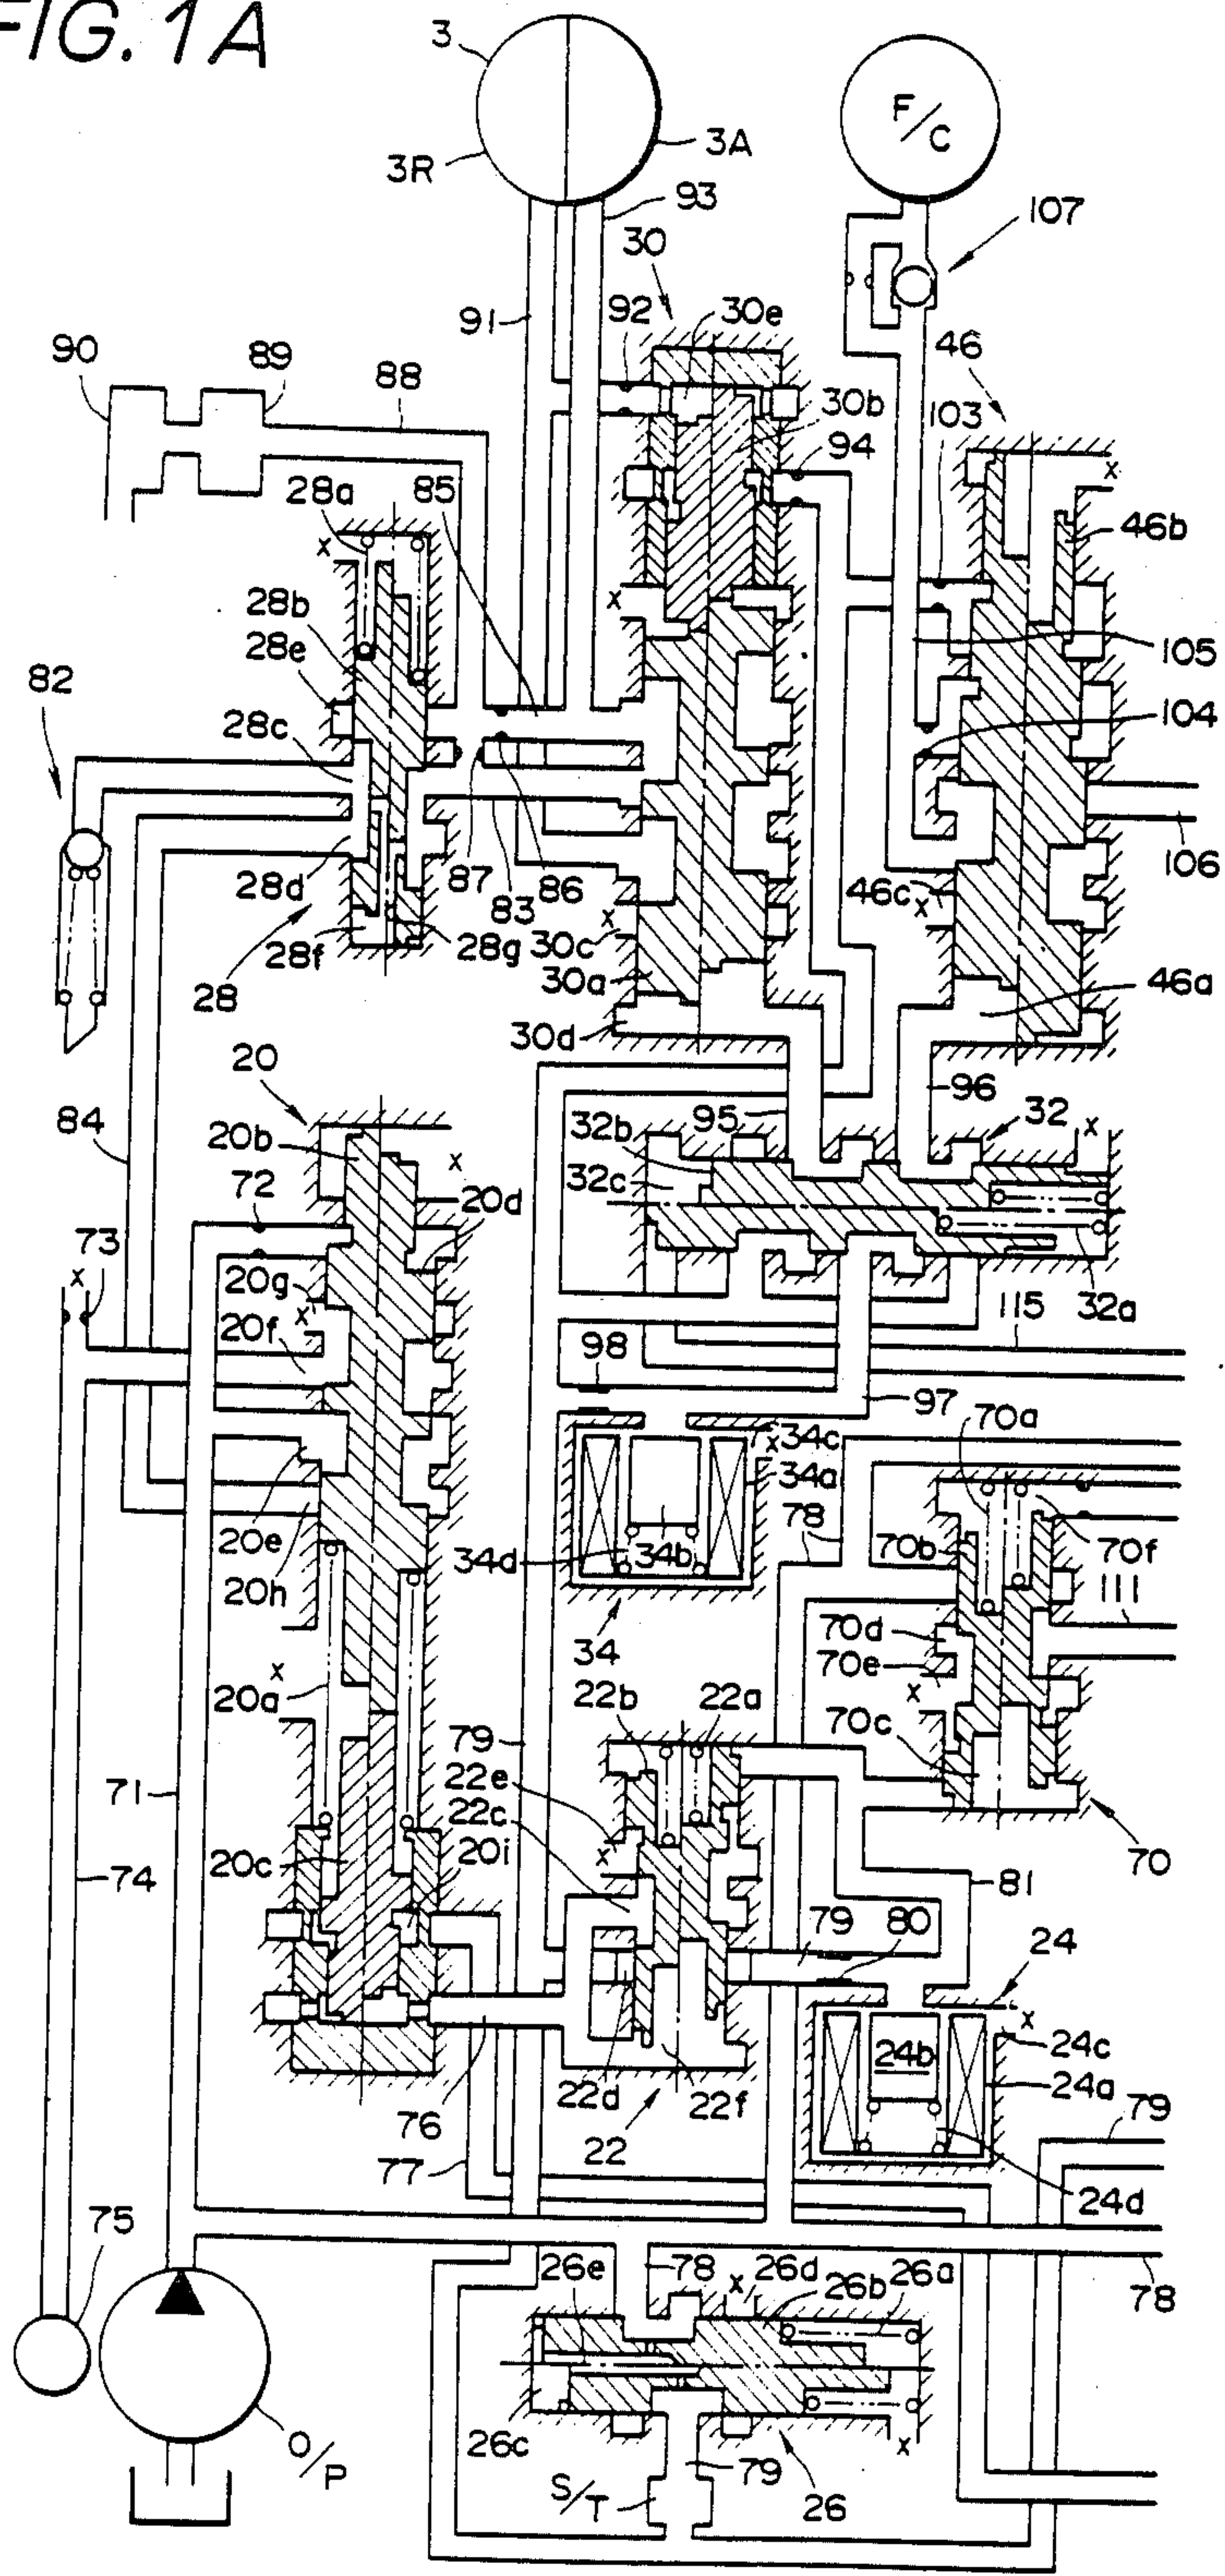 FIG. 1A
3
F/C
3R
3A
93
107
30
91
92
30e
46
90
89
88
30b
103
94
28a
85
x
x
46b
28b
28e
x
105
82
28c
104
28d
87
83
86
46c
x
106
28f
28g
30c
x
28
30a
46a
30d
20
96
84
95
32
20b
32b
x
x
32c
72
20d
73
x
20g
x
115
32a
20f
98
97
70a
34c
x
34a
78
20e
34d
34b
70b
70f
20h
111
34
70d
70e
x
22b
22a
x
20a
70c
79
22e
71
22c
20c
20i
x
70
74
81
79
80
24
x
24b
24c
22d
22f
24a
76
22
79
77
24d
75
26e
78
x
26d
26b
26a
78
26c
x
O/P
S/T
79
26